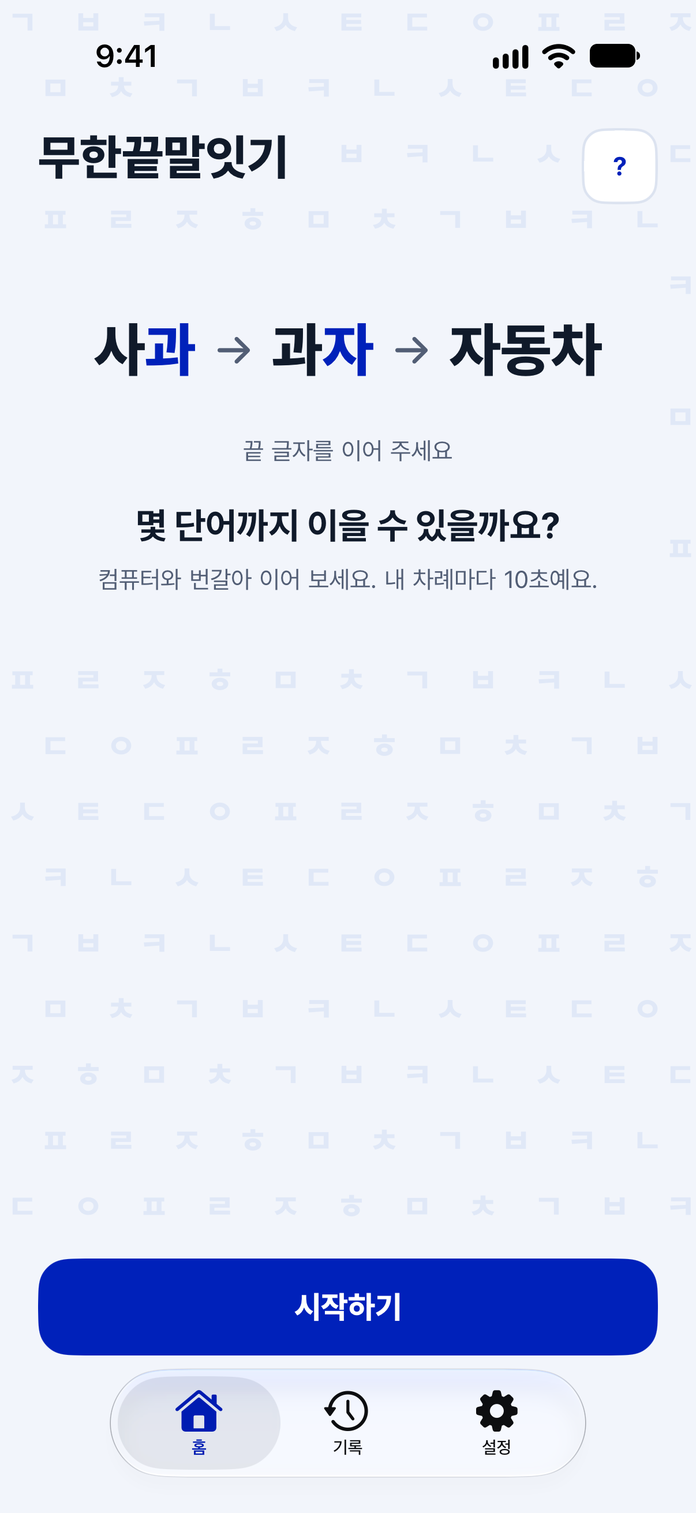 ㄱ ㅂ ㅋ ㄴ ㅅ ㅌ ㄷ ㅇ ㅍ ㄹ ㅈ
9:41
ㅁ ㅊ ㄱ ㅂ ㅋ ㄴ ㅅ ㅌ ㄷ ㅇ
무한끝말잇기 ㅂ ㅋ ㄴ ㅅ ? ㄷ
ㅍ ㄹ ㅈ ㅎ ㅁ ㅊ ㄱ ㅂ ㅋ ㄴ
ㅋ
사과 → 과자 → 자동차
ㅁ
끝 글자를 이어 주세요
몇 단어까지 이을 수 있을까요?
ㅍ
컴퓨터와 번갈아 이어 보세요. 내 차례마다 10초예요.
ㅍ ㄹ ㅈ ㅎ ㅁ ㅊ ㄱ ㅂ ㅋ ㄴ ㅅ
ㄷ ㅇ ㅍ ㄹ ㅈ ㅎ ㅁ ㅊ ㄱ ㅂ
ㅅ ㅌ ㄷ ㅇ ㅍ ㄹ ㅈ ㅎ ㅁ ㅊ ㄱ
ㅋ ㄴ ㅅ ㅌ ㄷ ㅇ ㅍ ㄹ ㅈ ㅎ
ㄱ ㅂ ㅋ ㄴ ㅅ ㅌ ㄷ ㅇ ㅍ ㄹ ㅈ
ㅁ ㅊ ㄱ ㅂ ㅋ ㄴ ㅅ ㅌ ㄷ ㅇ
ㅈ ㅎ ㅁ ㅊ ㄱ ㅂ ㅋ ㄴ ㅅ ㅌ ㄷ
ㅍ ㄹ ㅈ ㅎ ㅁ ㅊ ㄱ ㅂ ㅋ ㄴ
ㄷ ㅇ ㅍ ㄹ ㅈ ㅎ ㅁ ㅊ ㄱ ㅂ ㅋ
시작하기
홈 기록 설정